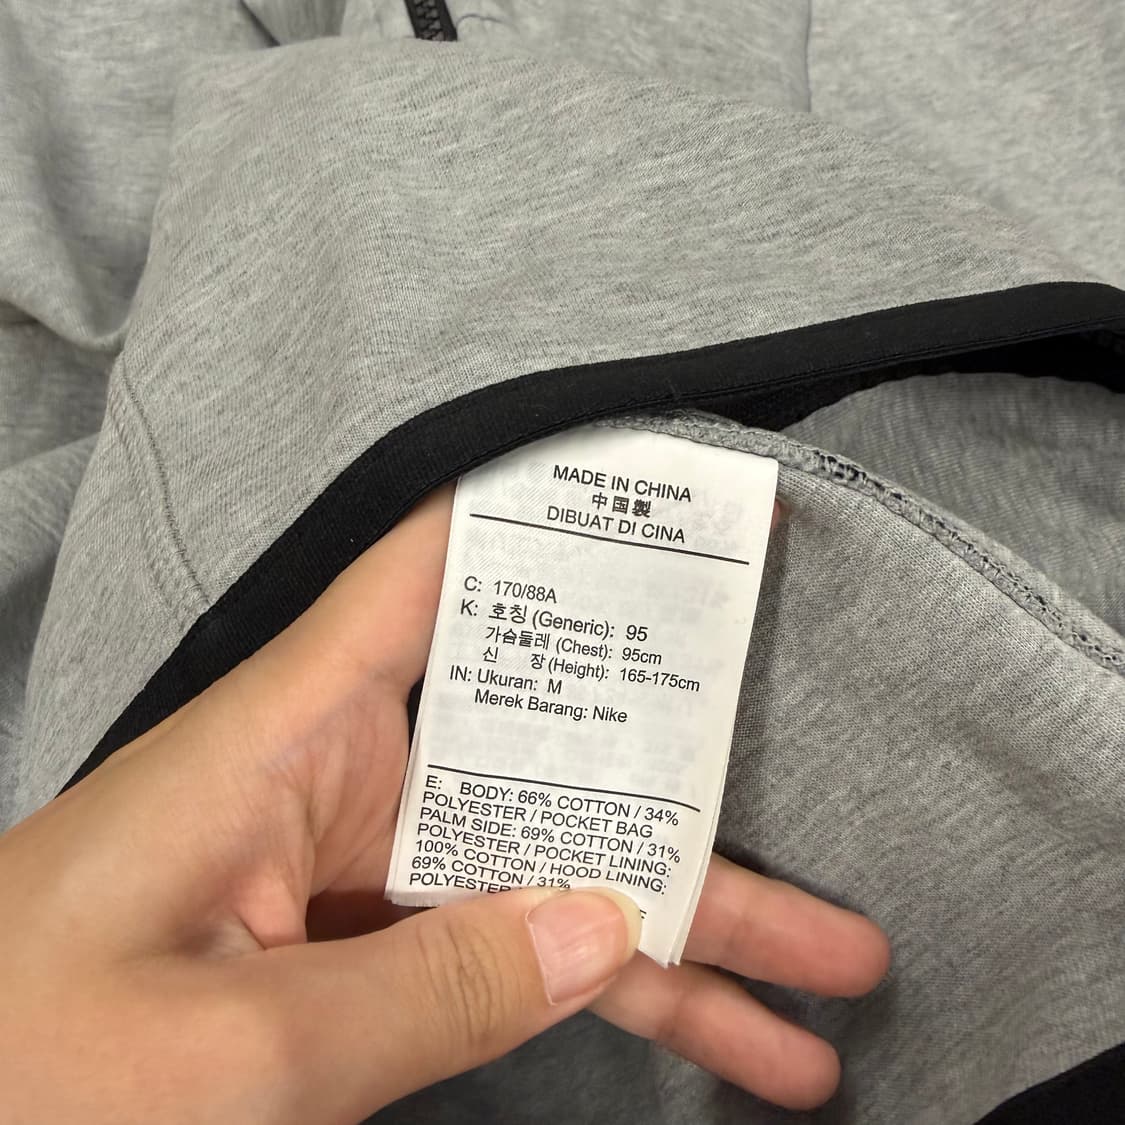 MADE IN CHINA
中国製
DIBUAT DI CINA
C: 170/88A
K: 호칭 (Generic): 95
가슴둘레 (Chest): 95cm
신 장 (Height): 165-175cm
IN: Ukuran: M
Merek Barang: Nike
E: BODY: 66% COTTON / 34%
POLYESTER / POCKET BAG
PALM SIDE: 69% COTTON / 31%
POLYESTER / POCKET LINING:
100% COTTON / HOOD LINING:
69% COTTON / 31%
POLYESTER